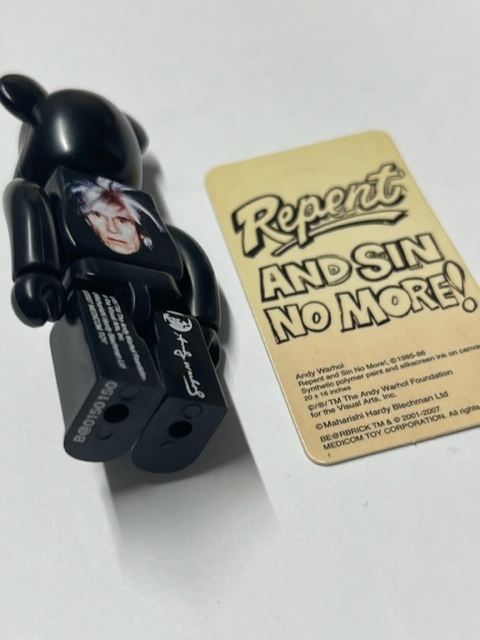 Repent
AND SIN
NO MORE!
Andy Warhol
Repent and Sin No More!, ©1985-86
Synthetic polymer paint and silkscreen ink on canvas
20 x 16 inches
©/®/ TM The Andy Warhol Foundation
for the Visual Arts, Inc.
©Maharishi Hardy Blechman Ltd
BE@RBRICK TM & © 2001-2007
MEDICOM TOY CORPORATION. All rights
B@0150150